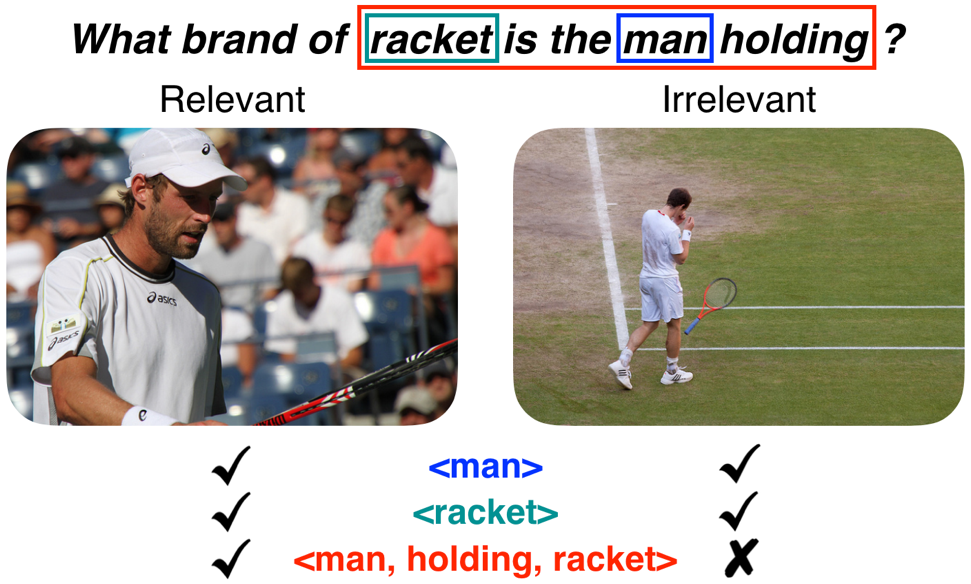 What brand of racket is the man holding ?
Relevant Irrelevant
asics
asics
<man>
<racket>
<man, holding, racket>